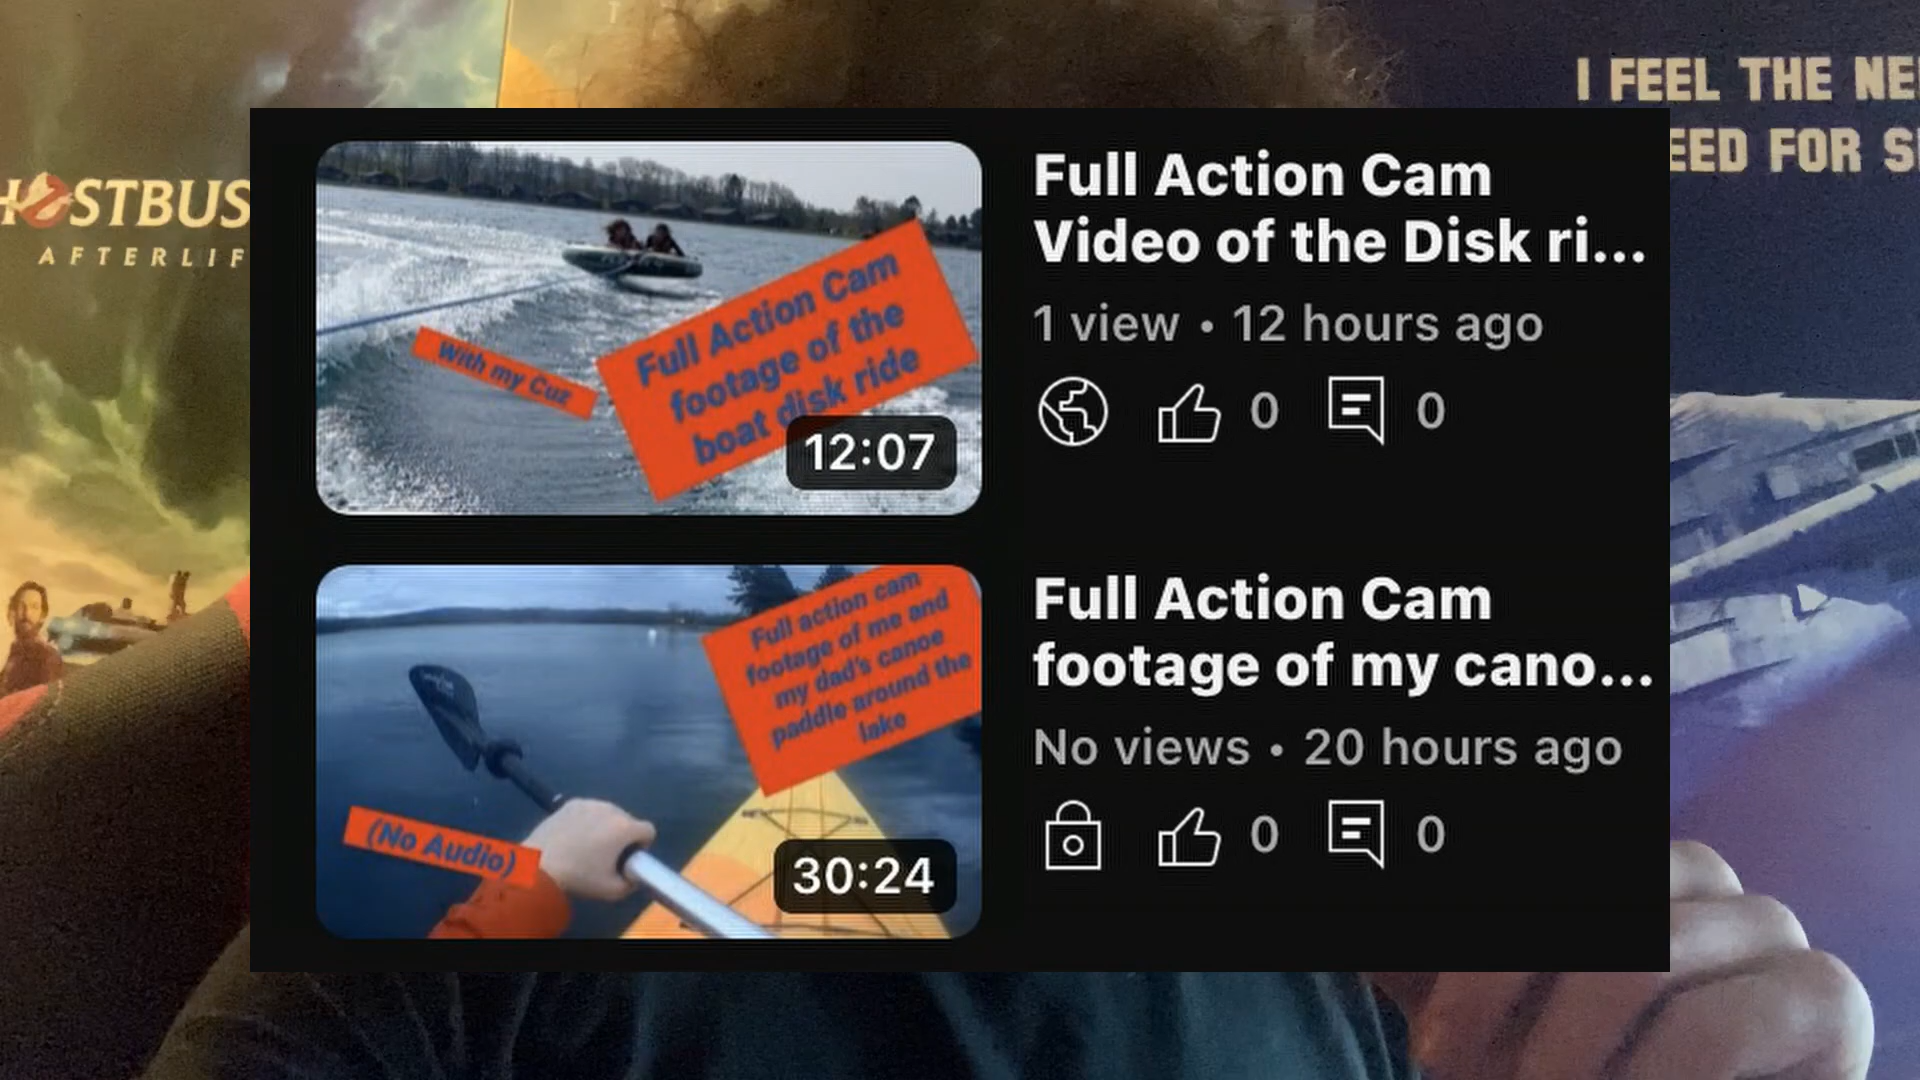 I FEEL THE NE
EED FOR S
HOSTBUS
AFTERLIF
With my Cuz
Full Action Cam
footage of the
boat disk ride
12:07
Full Action Cam
Video of the Disk ri...
1 view • 12 hours ago
0
0
Full action cam
footage of me and
my dad's canoe
paddle around the
lake
(No Audio)
30:24
Full Action Cam
footage of my cano...
No views • 20 hours ago
0
0